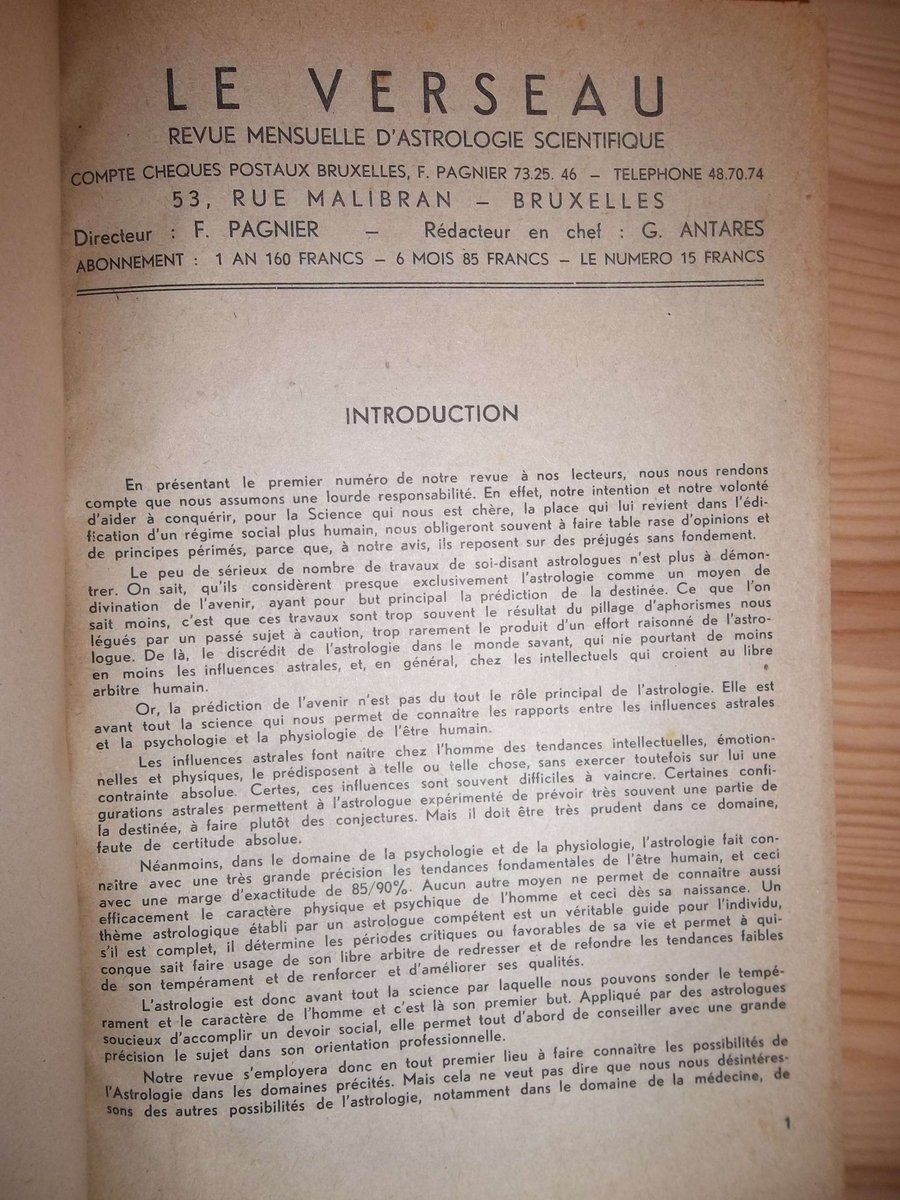 LE VERSEAU
REVUE MENSUELLE D'ASTROLOGIE SCIENTIFIQUE
COMPTE CHEQUES POSTAUX BRUXELLES, F. PAGNIER 73.25. 46 – TELEPHONE 48.70.74
53, RUE MALIBRAN – BRUXELLES
Directeur : F. PAGNIER – Rédacteur en chef : G. ANTARES
ABONNEMENT : 1 AN 160 FRANCS – 6 MOIS 85 FRANCS – LE NUMERO 15 FRANCS
INTRODUCTION
En présentant le premier numéro de notre revue à nos lecteurs, nous nous rendons
compte que nous assumons une lourde responsabilité. En effet, notre intention et notre volonté
d'aider à conquérir, pour la Science qui nous est chère, la place qui lui revient dans l'édi-
fication d'un régime social plus humain, nous obligeront souvent à faire table rase d'opinions et
de principes périmés, parce que, à notre avis, ils reposent sur des préjugés sans fondement.
Le peu de sérieux de nombre de travaux de soi-disant astrologues n'est plus à démon-
trer. On sait, qu'ils considèrent presque exclusivement l'astrologie comme un moyen de
divination de l'avenir, ayant pour but principal la prédiction de la destinée. Ce que l'on
sait moins, c'est que ces travaux sont trop souvent le résultat du pillage d'aphorismes nous
légués par un passé sujet à caution, trop rarement le produit d'un effort raisonné de l'astro-
logue. De là, le discrédit de l'astrologie dans le monde savant, qui nie pourtant de moins
en moins les influences astrales, et, en général, chez les intellectuels qui croient au libre
arbitre humain.
Or, la prédiction de l'avenir n'est pas du tout le rôle principal de l'astrologie. Elle est
avant tout la science qui nous permet de connaître les rapports entre les influences astrales
et la psychologie et la physiologie de l'être humain.
Les influences astrales font naitre chez l'homme des tendances intellectuelles, émotion-
nelles et physiques, le prédisposent à telle ou telle chose, sans exercer toutefois sur lui une
contrainte absolue. Certes, ces influences sont souvent difficiles à vaincre. Certaines confi-
gurations astrales permettent à l'astrologue expérimenté de prévoir très souvent une partie de
la destinée, à faire plutôt des conjectures. Mais il doit être très prudent dans ce domaine,
faute de certitude absolue.
Néanmoins, dans le domaine de la psychologie et de la physiologie, l'astrologie fait con-
naître avec une très grande précision les tendances fondamentales de l'être humain, et ceci
avec une marge d'exactitude de 85/90%. Aucun autre moyen ne permet de connaitre aussi
efficacement le caractère physique et psychique de l'homme et ceci dès sa naissance. Un
thème astrologique établi par un astrologue compétent est un véritable guide pour l'individu,
s'il est complet, il détermine les périodes critiques ou favorables de sa vie et permet à qui-
conque sait faire usage de son libre arbitre de redresser et de refondre les tendances faibles
de son tempérament et de renforcer et d'améliorer ses qualités.
L'astrologie est donc avant tout la science par laquelle nous pouvons sonder le tempé-
rament et le caractère de l'homme et c'est là son premier but. Appliqué par des astrologues
soucieux d'accomplir un devoir social, elle permet tout d'abord de conseiller avec une grande
précision le sujet dans son orientation professionnelle.
Notre revue s'employera donc en tout premier lieu à faire connaitre les possibilités de
l'Astrologie dans les domaines précités. Mais cela ne veut pas dire que nous nous désintéres-
sons des autres possibilités de l'astrologie, notamment dans le domaine de la médecine, de
1